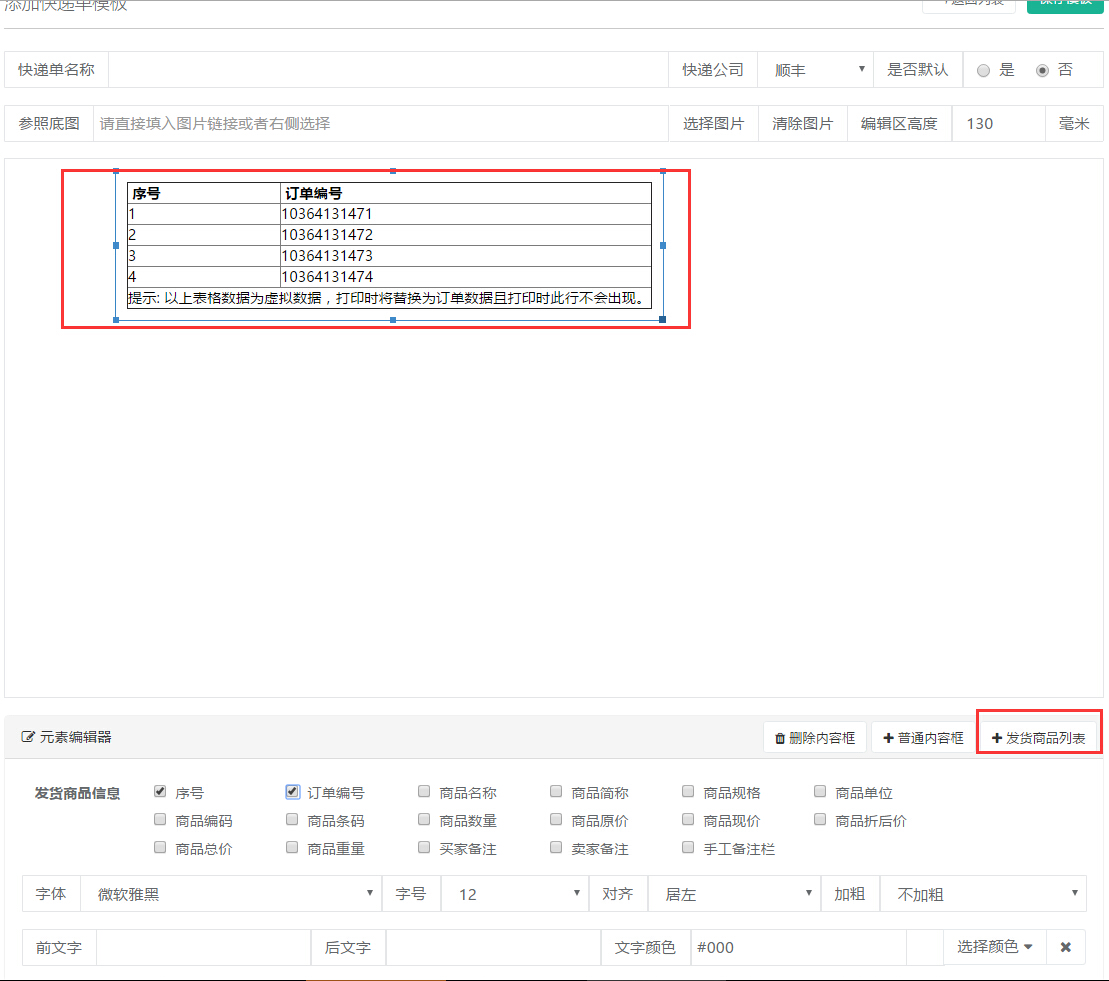 添加快递单模板
返回列表 保存模板
快递单名称 快递公司 顺丰 是否默认 是 否
参照底图 请直接填入图片链接或者右侧选择 选择图片 清除图片 编辑区高度 130 毫米
序号 订单编号
1 10364131471
2 10364131472
3 10364131473
4 10364131474
提示: 以上表格数据为虚拟数据，打印时将替换为订单数据且打印时此行不会出现。
元素编辑器 删除内容框 普通内容框 发货商品列表
发货商品信息 序号 订单编号 商品名称 商品简称 商品规格 商品单位
商品编码 商品条码 商品数量 商品原价 商品现价 商品折后价
商品总价 商品重量 买家备注 卖家备注 手工备注栏
字体 微软雅黑 字号 12 对齐 居左 加粗 不加粗
前文字 后文字 文字颜色 #000 选择颜色